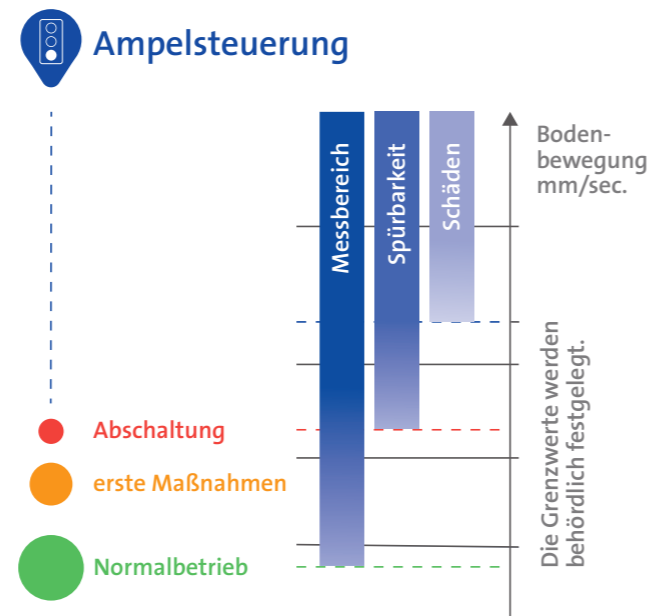 Ampelsteuerung
Messbereich
Spürbarkeit
Schäden
Boden-
bewegung
mm/sec.
Die Grenzwerte werden
behördlich festgelegt.
Abschaltung
erste Maßnahmen
Normalbetrieb